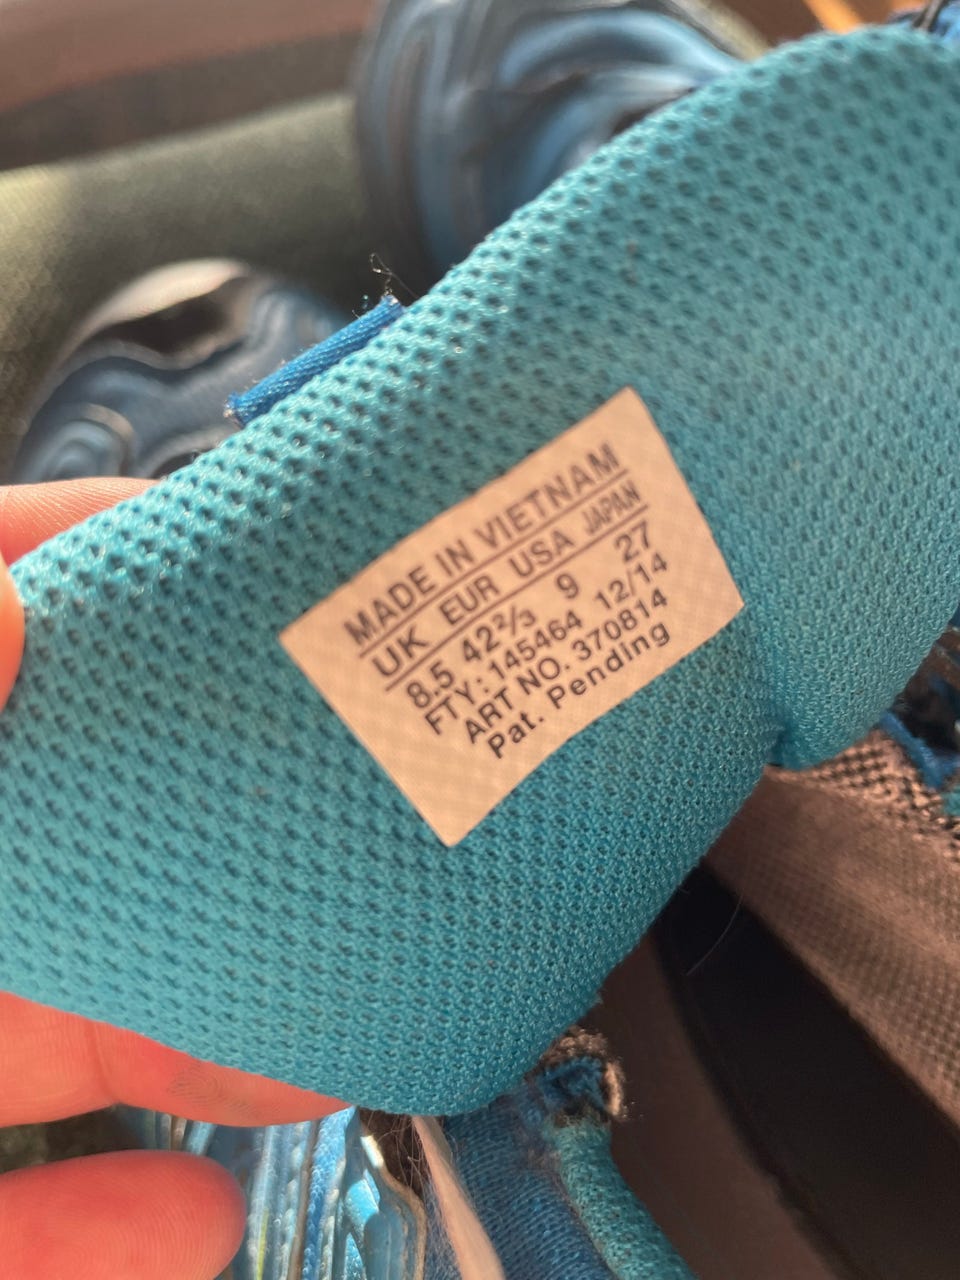 MADE IN VIETNAM
UK EUR USA JAPAN
8.5 42²/₃ 9 27
FTY: 145464 12/14
ART NO. 370814
Pat. Pending